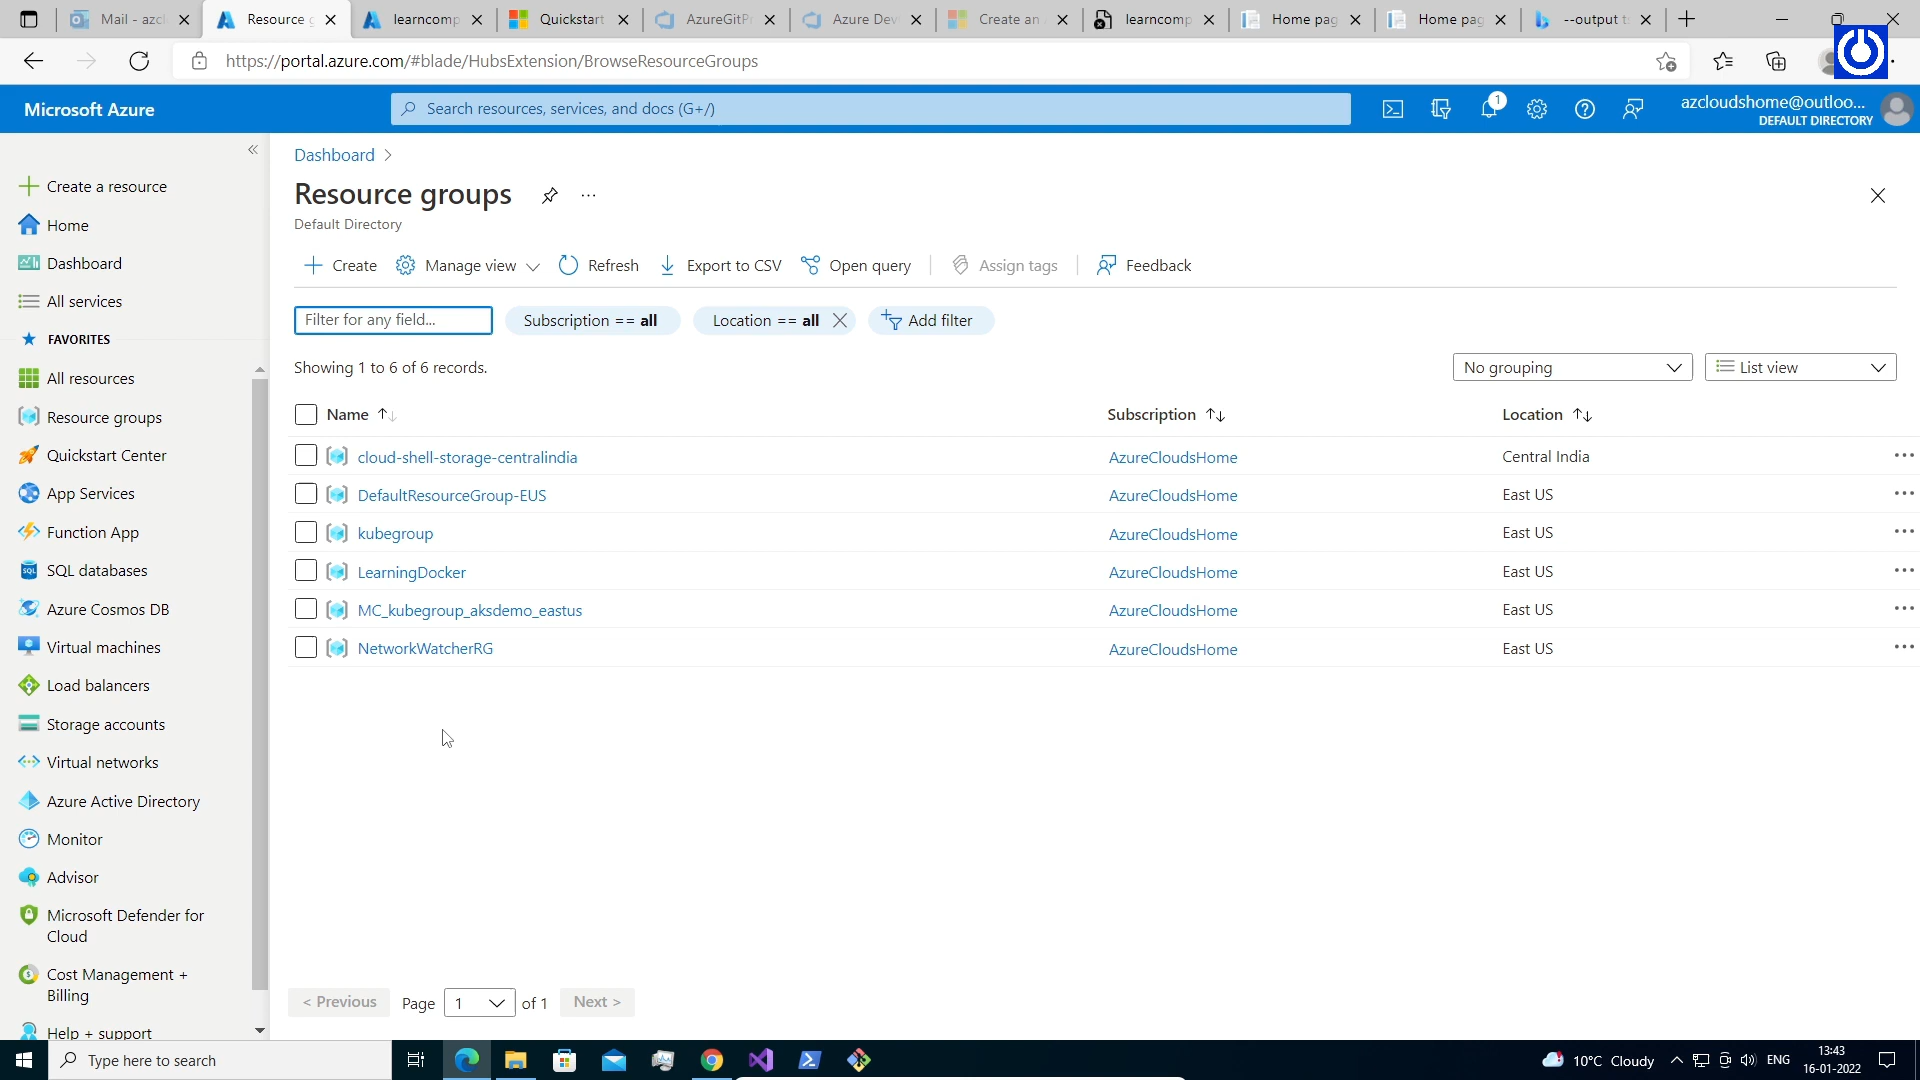 Mail - azcl
Resource g
learncomp
Quickstart
AzureGitPr
Azure Dev
Create an
learncomp
Home pag
Home pag
--output t
https://portal.azure.com/#blade/HubsExtension/BrowseResourceGroups
Microsoft Azure
Search resources, services, and docs (G+/)
1
azcloudshome@outloo...
DEFAULT DIRECTORY
Dashboard >
Resource groups
Default Directory
Create
Manage view
Refresh
Export to CSV
Open query
Assign tags
Feedback
Filter for any field...
Subscription == all
Location == all
Add filter
Showing 1 to 6 of 6 records.
No grouping
List view
Name
Subscription
Location
cloud-shell-storage-centralindia
AzureCloudsHome
Central India
DefaultResourceGroup-EUS
AzureCloudsHome
East US
kubegroup
AzureCloudsHome
East US
LearningDocker
AzureCloudsHome
East US
MC_kubegroup_aksdemo_eastus
AzureCloudsHome
East US
NetworkWatcherRG
AzureCloudsHome
East US
< Previous
Page
1
of 1
Next >
Create a resource
Home
Dashboard
All services
FAVORITES
All resources
Resource groups
Quickstart Center
App Services
Function App
SQL databases
Azure Cosmos DB
Virtual machines
Load balancers
Storage accounts
Virtual networks
Azure Active Directory
Monitor
Advisor
Microsoft Defender for
Cloud
Cost Management +
Billing
Help + support
Type here to search
10°C Cloudy
ENG
13:43
16-01-2022